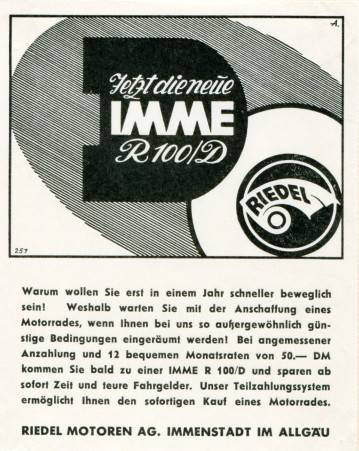 A.
Jetzt die neue
IMME
R 100/D
RIEDEL
251
Warum wollen Sie erst in einem Jahr schneller beweglich
sein! Weshalb warten Sie mit der Anschaffung eines
Motorrades, wenn Ihnen bei uns so außergewöhnlich gün-
stige Bedingungen eingeräumt werden! Bei angemessener
Anzahlung und 12 bequemen Monatsraten von 50.— DM
kommen Sie bald zu einer IMME R 100/D und sparen ab
sofort Zeit und teure Fahrgelder. Unser Teilzahlungssystem
ermöglicht Ihnen den sofortigen Kauf eines Motorrades.
RIEDEL MOTOREN AG. IMMENSTADT IM ALLGÄU